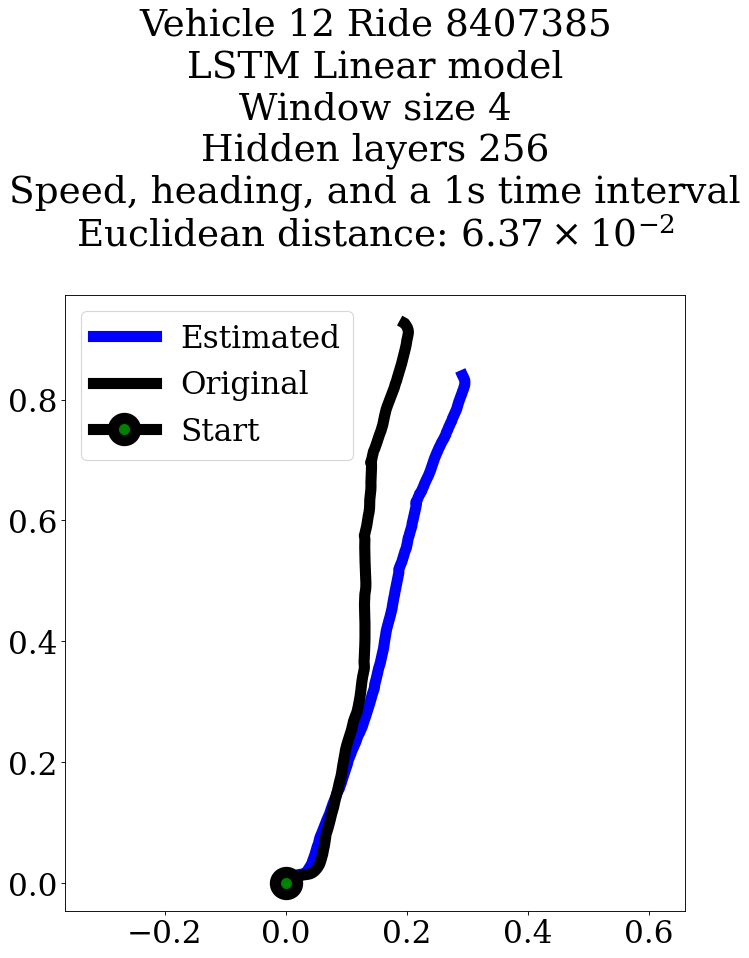 Vehicle 12 Ride 8407385
LSTM Linear model
Window size 4
Hidden layers 256
Speed, heading, and a 1s time interval
Euclidean distance: 6.37 × 10⁻²
Estimated
Original
Start
0.8
0.6
0.4
0.2
0.0
−0.2 0.0 0.2 0.4 0.6